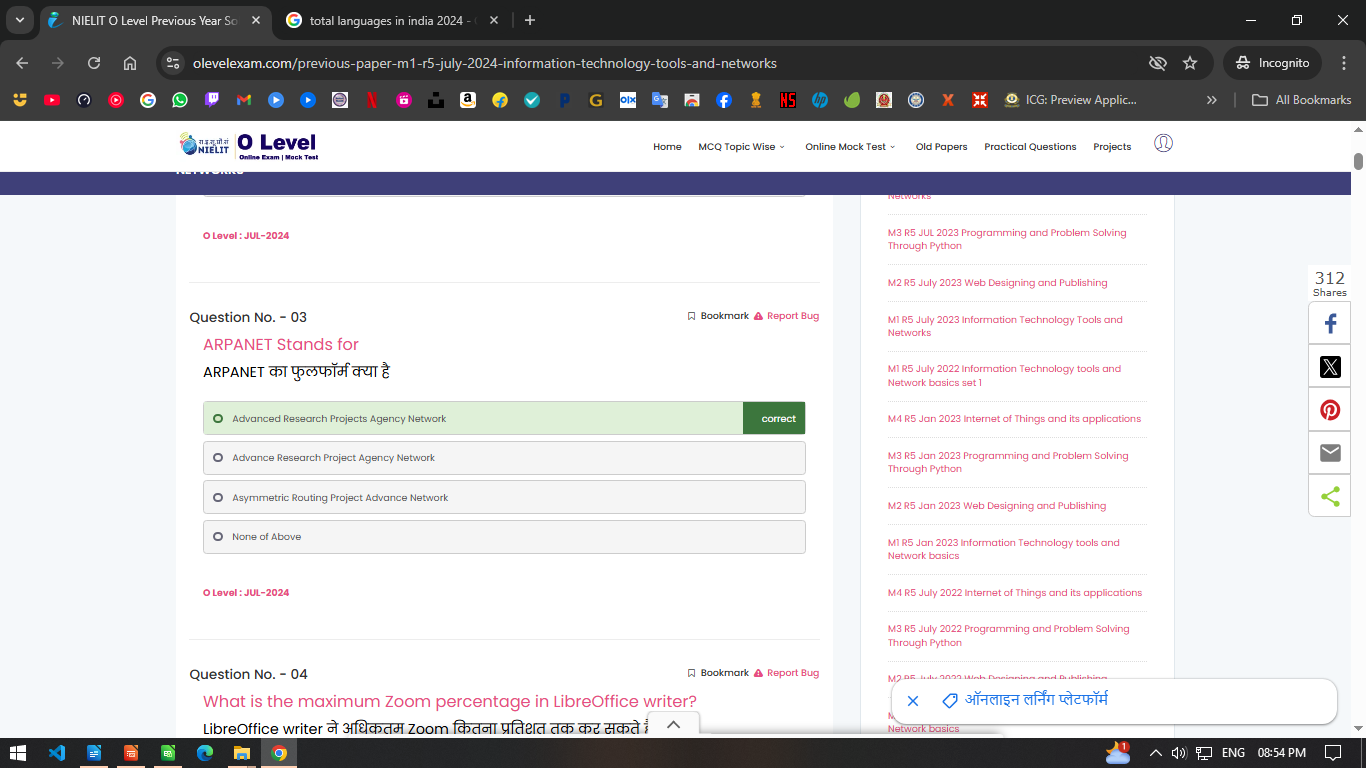 NIELIT O Level Previous Year So
total languages in india 2024 -
olevelexam.com/previous-paper-m1-r5-july-2024-information-technology-tools-and-networks
Incognito
ICG: Preview Applic...
All Bookmarks
NIELIT
O Level
Online Exam | Mock Test
Home
MCQ Topic Wise
Online Mock Test
Old Papers
Practical Questions
Projects
NETWORKS
O Level : JUL-2024
Question No. - 03
Bookmark
Report Bug
ARPANET Stands for
ARPANET का फुलफॉर्म क्या है
Advanced Research Projects Agency Network
correct
Advance Research Project Agency Network
Asymmetric Routing Project Advance Network
None of Above
O Level : JUL-2024
Question No. - 04
Bookmark
Report Bug
What is the maximum Zoom percentage in LibreOffice writer?
LibreOffice writer ने अधिकतम Zoom कितना प्रतिशत तक कर सकते
Networks
M3 R5 JUL 2023 Programming and Problem Solving
Through Python
M2 R5 July 2023 Web Designing and Publishing
M1 R5 July 2023 Information Technology Tools and
Networks
M1 R5 July 2022 Information Technology tools and
Network basics set 1
M4 R5 Jan 2023 Internet of Things and its applications
M3 R5 Jan 2023 Programming and Problem Solving
Through Python
M2 R5 Jan 2023 Web Designing and Publishing
M1 R5 Jan 2023 Information Technology tools and
Network basics
M4 R5 July 2022 Internet of Things and its applications
M3 R5 July 2022 Programming and Problem Solving
Through Python
M2 R5 July 2022 Web Designing and Publishing
ऑनलाइन लर्निंग प्लेटफॉर्म
Network basics
312
Shares
1
ENG
08:54 PM